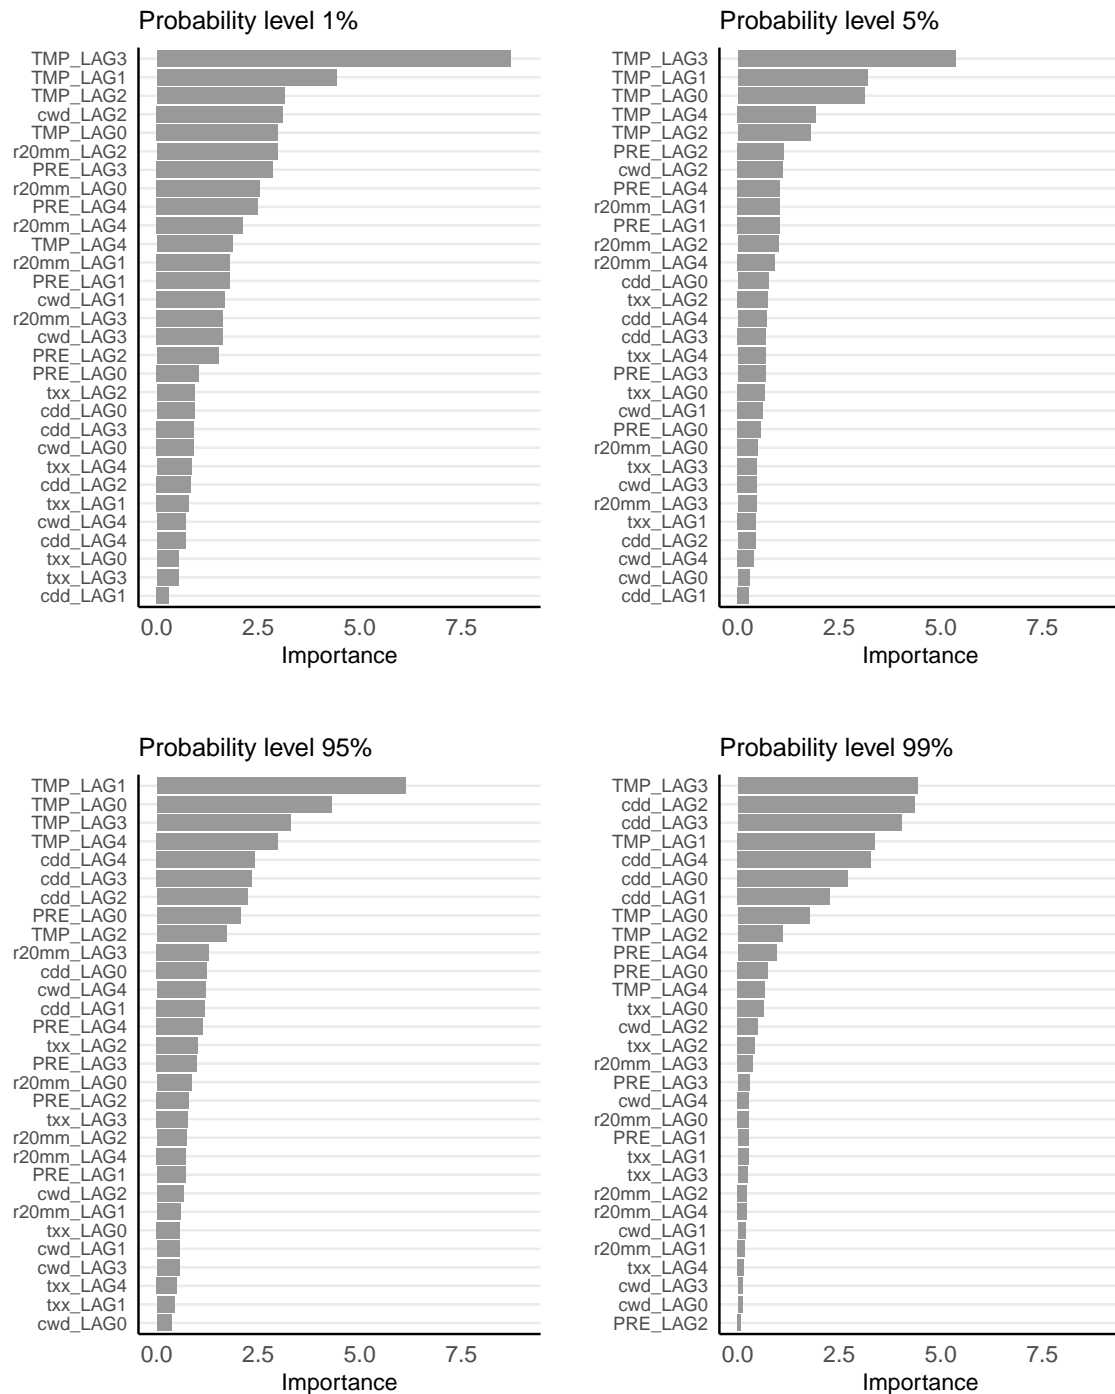 Probability level 1%
TMP_LAG3
TMP_LAG1
TMP_LAG2
cwd_LAG2
TMP_LAG0
r20mm_LAG2
PRE_LAG3
r20mm_LAG0
PRE_LAG4
r20mm_LAG4
TMP_LAG4
r20mm_LAG1
PRE_LAG1
cwd_LAG1
r20mm_LAG3
cwd_LAG3
PRE_LAG2
PRE_LAG0
txx_LAG2
cdd_LAG0
cdd_LAG3
cwd_LAG0
txx_LAG4
cdd_LAG2
txx_LAG1
cwd_LAG4
cdd_LAG4
txx_LAG0
txx_LAG3
cdd_LAG1
0.0 2.5 5.0 7.5
Importance
Probability level 5%
TMP_LAG3
TMP_LAG1
TMP_LAG0
TMP_LAG4
TMP_LAG2
PRE_LAG2
cwd_LAG2
PRE_LAG4
r20mm_LAG1
PRE_LAG1
r20mm_LAG2
r20mm_LAG4
cdd_LAG0
txx_LAG2
cdd_LAG4
cdd_LAG3
txx_LAG4
PRE_LAG3
txx_LAG0
cwd_LAG1
PRE_LAG0
r20mm_LAG0
txx_LAG3
cwd_LAG3
r20mm_LAG3
txx_LAG1
cdd_LAG2
cwd_LAG4
cwd_LAG0
cdd_LAG1
0.0 2.5 5.0 7.5
Importance
Probability level 95%
TMP_LAG1
TMP_LAG0
TMP_LAG3
TMP_LAG4
cdd_LAG4
cdd_LAG3
cdd_LAG2
PRE_LAG0
TMP_LAG2
r20mm_LAG3
cdd_LAG0
cwd_LAG4
cdd_LAG1
PRE_LAG4
txx_LAG2
PRE_LAG3
r20mm_LAG0
PRE_LAG2
txx_LAG3
r20mm_LAG2
r20mm_LAG4
PRE_LAG1
cwd_LAG2
r20mm_LAG1
txx_LAG0
cwd_LAG1
cwd_LAG3
txx_LAG4
txx_LAG1
cwd_LAG0
0.0 2.5 5.0 7.5
Importance
Probability level 99%
TMP_LAG3
cdd_LAG2
cdd_LAG3
TMP_LAG1
cdd_LAG4
cdd_LAG0
cdd_LAG1
TMP_LAG0
TMP_LAG2
PRE_LAG4
PRE_LAG0
TMP_LAG4
txx_LAG0
cwd_LAG2
txx_LAG2
r20mm_LAG3
PRE_LAG3
cwd_LAG4
r20mm_LAG0
PRE_LAG1
txx_LAG1
txx_LAG3
r20mm_LAG2
r20mm_LAG4
cwd_LAG1
r20mm_LAG1
txx_LAG4
cwd_LAG3
cwd_LAG0
PRE_LAG2
0.0 2.5 5.0 7.5
Importance